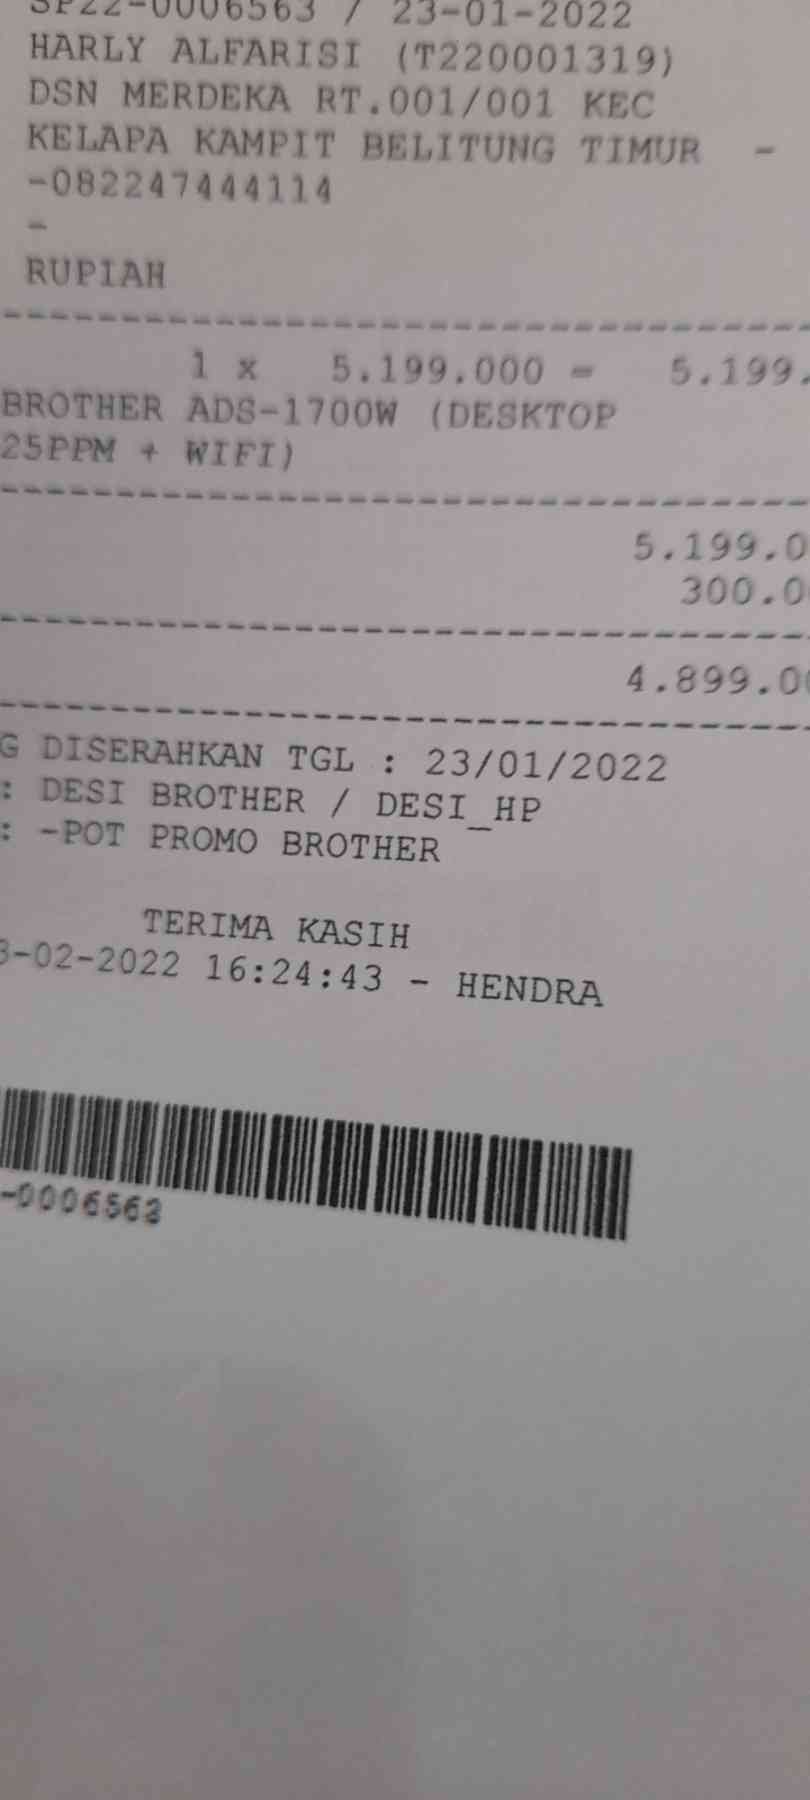 SP22-0006563 / 23-01-2022
HARLY ALFARISI (T220001319)
DSN MERDEKA RT.001/001 KEC
KELAPA KAMPIT BELITUNG TIMUR -
-082247444114
-
RUPIAH
1 x 5.199.000 = 5.199.
BROTHER ADS-1700W (DESKTOP
25PPM + WIFI)
5.199.0
300.0
4.899.00
G DISERAHKAN TGL : 23/01/2022
: DESI BROTHER / DESI_HP
: -POT PROMO BROTHER
TERIMA KASIH
3-02-2022 16:24:43 - HENDRA
-0006563